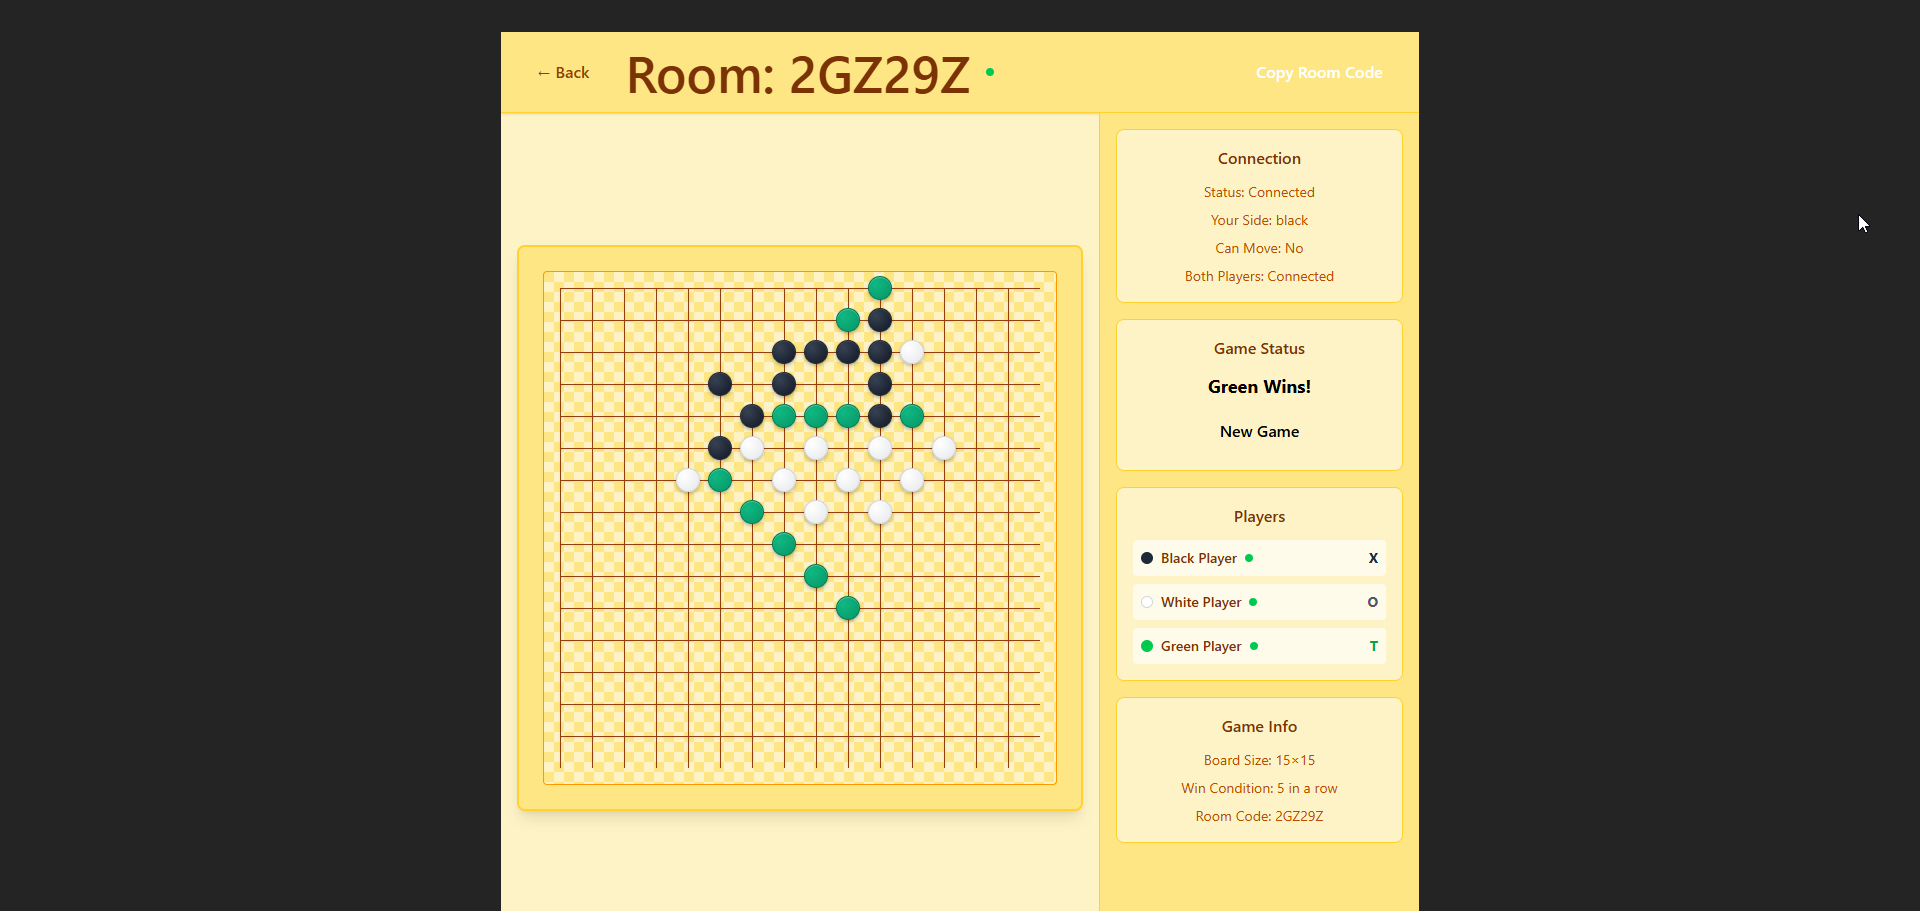 ← Back
Room: 2GZ29Z
Copy Room Code
Connection
Status: Connected
Your Side: black
Can Move: No
Both Players: Connected
Game Status
Green Wins!
New Game
Players
Black Player X
White Player O
Green Player T
Game Info
Board Size: 15×15
Win Condition: 5 in a row
Room Code: 2GZ29Z